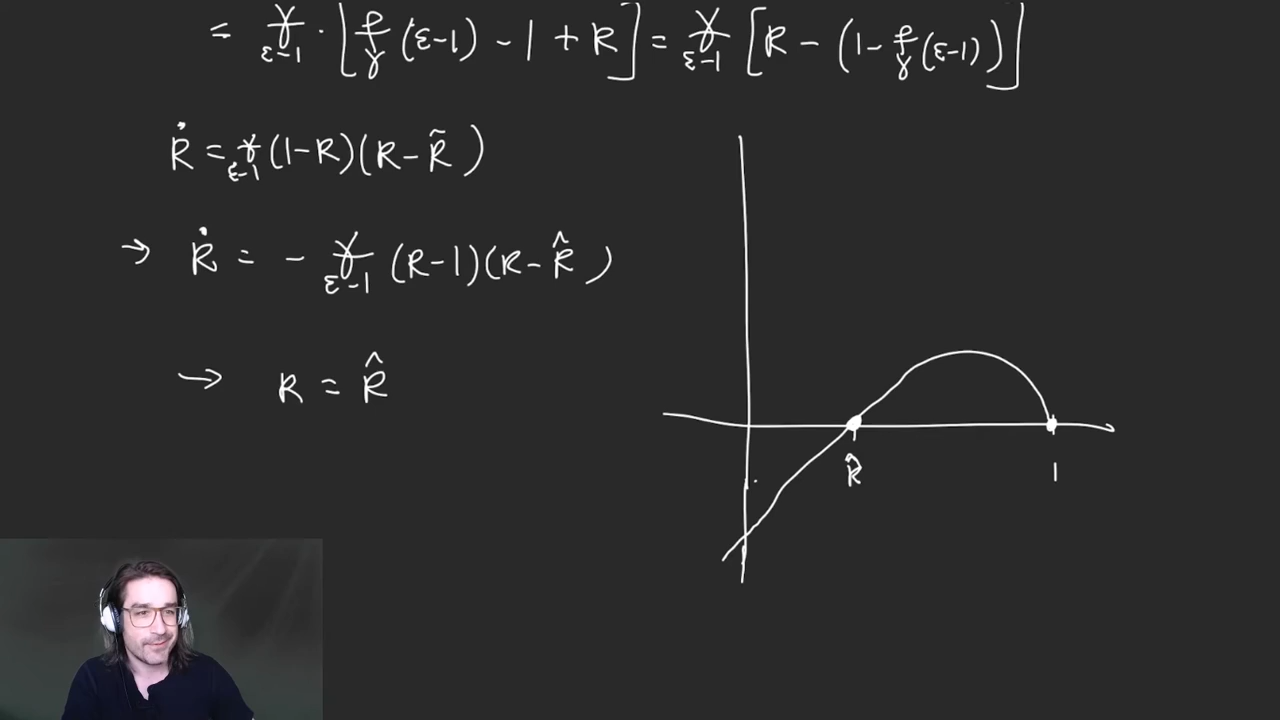 = γ/(ε-1) · [ρ/γ (ε-1) - 1 + R] = γ/(ε-1) [R - (1 - ρ/γ (ε-1))]
Ṙ = γ/(ε-1) (1-R)(R-R̃)
→ Ṙ = - γ/(ε-1) (R-1)(R-R̂)
→ R = R̂
R̂ 1